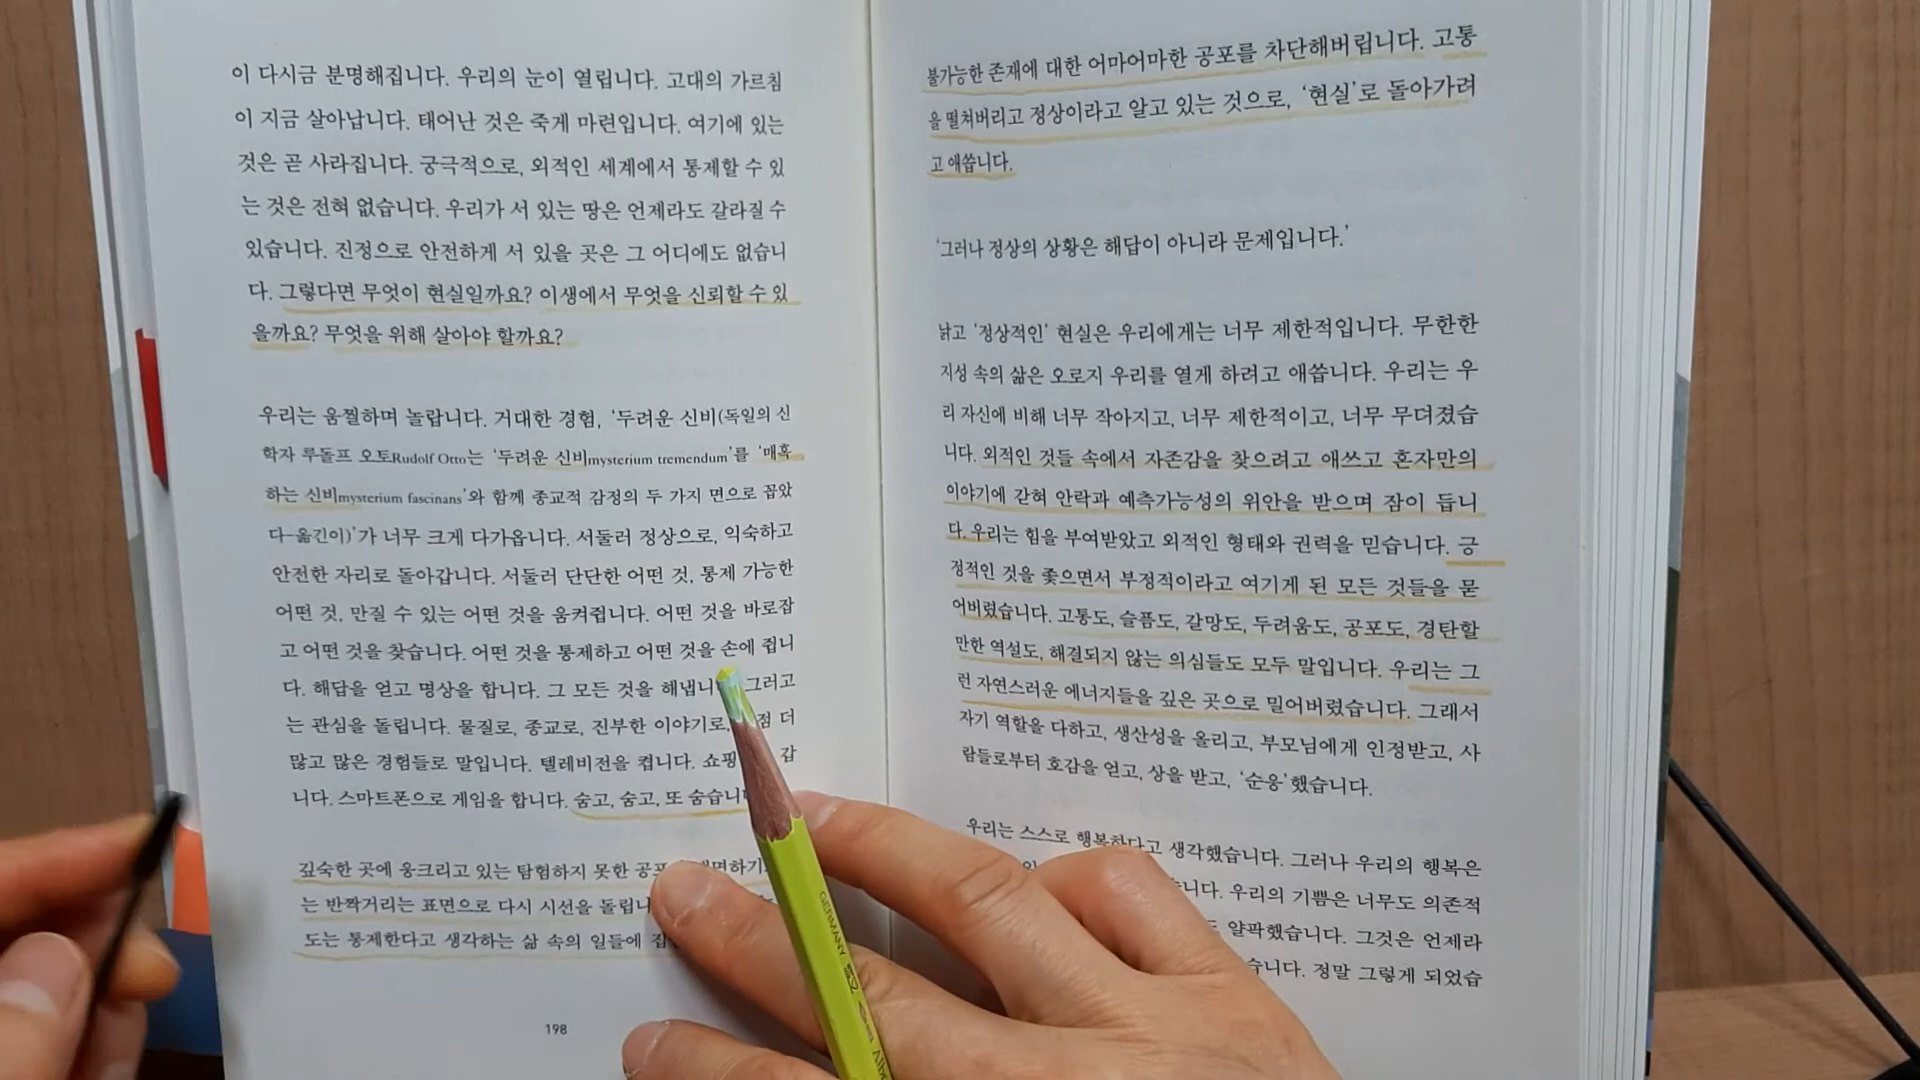 이 다시금 분명해집니다. 우리의 눈이 열립니다. 고대의 가르침
이 지금 살아납니다. 태어난 것은 죽게 마련입니다. 여기에 있는
것은 곧 사라집니다. 궁극적으로, 외적인 세계에서 통제할 수 있
는 것은 전혀 없습니다. 우리가 서 있는 땅은 언제라도 갈라질 수
있습니다. 진정으로 안전하게 서 있을 곳은 그 어디에도 없습니
다. 그렇다면 무엇이 현실일까요? 이생에서 무엇을 신뢰할 수 있
을까요? 무엇을 위해 살아야 할까요?
우리는 움찔하며 놀랍니다. 거대한 경험, ‘두려운 신비(독일의 신
학자 루돌프 오토Rudolf Otto는 ‘두려운 신비mysterium tremendum’를 ‘매혹
하는 신비mysterium fascinans’와 함께 종교적 감정의 두 가지 면으로 꼽았
다–옮긴이)’가 너무 크게 다가옵니다. 서둘러 정상으로, 익숙하고
안전한 자리로 돌아갑니다. 서둘러 단단한 어떤 것, 통제 가능한
어떤 것, 만질 수 있는 어떤 것을 움켜쥡니다. 어떤 것을 바로잡
고 어떤 것을 찾습니다. 어떤 것을 통제하고 어떤 것을 손에 쥡니
다. 해답을 얻고 명상을 합니다. 그 모든 것을 해냅니 그러고
는 관심을 돌립니다. 물질로, 종교로, 진부한 이야기로, 점 더
많고 많은 경험들로 말입니다. 텔레비전을 켭니다. 쇼핑 갑
니다. 스마트폰으로 게임을 합니다. 숨고, 숨고, 또 숨습니
깊숙한 곳에 웅크리고 있는 탐험하지 못한 공포 면하기
는 반짝거리는 표면으로 다시 시선을 돌립니
도는 통제한다고 생각하는 삶 속의 일들에
198
불가능한 존재에 대한 어마어마한 공포를 차단해버립니다. 고통
을 떨쳐버리고 정상이라고 알고 있는 것으로, ‘현실’로 돌아가려
고 애씁니다.
‘그러나 정상의 상황은 해답이 아니라 문제입니다.’
낡고 ‘정상적인’ 현실은 우리에게는 너무 제한적입니다. 무한한
지성 속의 삶은 오로지 우리를 열게 하려고 애씁니다. 우리는 우
리 자신에 비해 너무 작아지고, 너무 제한적이고, 너무 무뎌졌습
니다. 외적인 것들 속에서 자존감을 찾으려고 애쓰고 혼자만의
이야기에 갇혀 안락과 예측가능성의 위안을 받으며 잠이 듭니
다. 우리는 힘을 부여받았고 외적인 형태와 권력을 믿습니다. 긍
정적인 것을 좇으면서 부정적이라고 여기게 된 모든 것들을 묻
어버렸습니다. 고통도, 슬픔도, 갈망도, 두려움도, 공포도, 경탄할
만한 역설도, 해결되지 않는 의심들도 모두 말입니다. 우리는 그
런 자연스러운 에너지들을 깊은 곳으로 밀어버렸습니다. 그래서
자기 역할을 다하고, 생산성을 올리고, 부모님에게 인정받고, 사
람들로부터 호감을 얻고, 상을 받고, ‘순응’했습니다.
우리는 스스로 행복하다고 생각했습니다. 그러나 우리의 행복은
니다. 우리의 기쁨은 너무도 의존적
얄팍했습니다. 그것은 언제라
습니다. 정말 그렇게 되었습
GERMANY